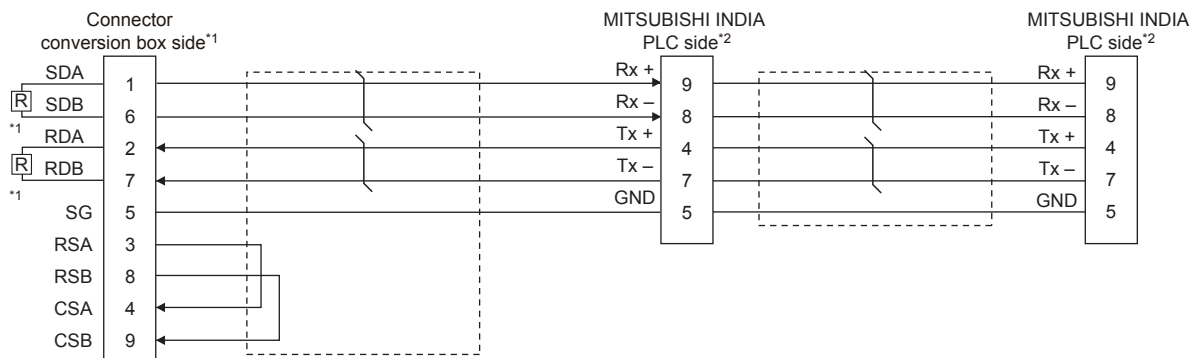 Connector
conversion box side*1
MITSUBISHI INDIA
PLC side*2
MITSUBISHI INDIA
PLC side*2
SDA 1 Rx + 9 Rx + 9
R
SDB 6 Rx – 8 Rx – 8
*1
RDA 2 Tx + 4 Tx + 4
R
RDB 7 Tx – 7 Tx – 7
*1
SG 5 GND 5 GND 5
RSA 3
RSB 8
CSA 4
CSB 9